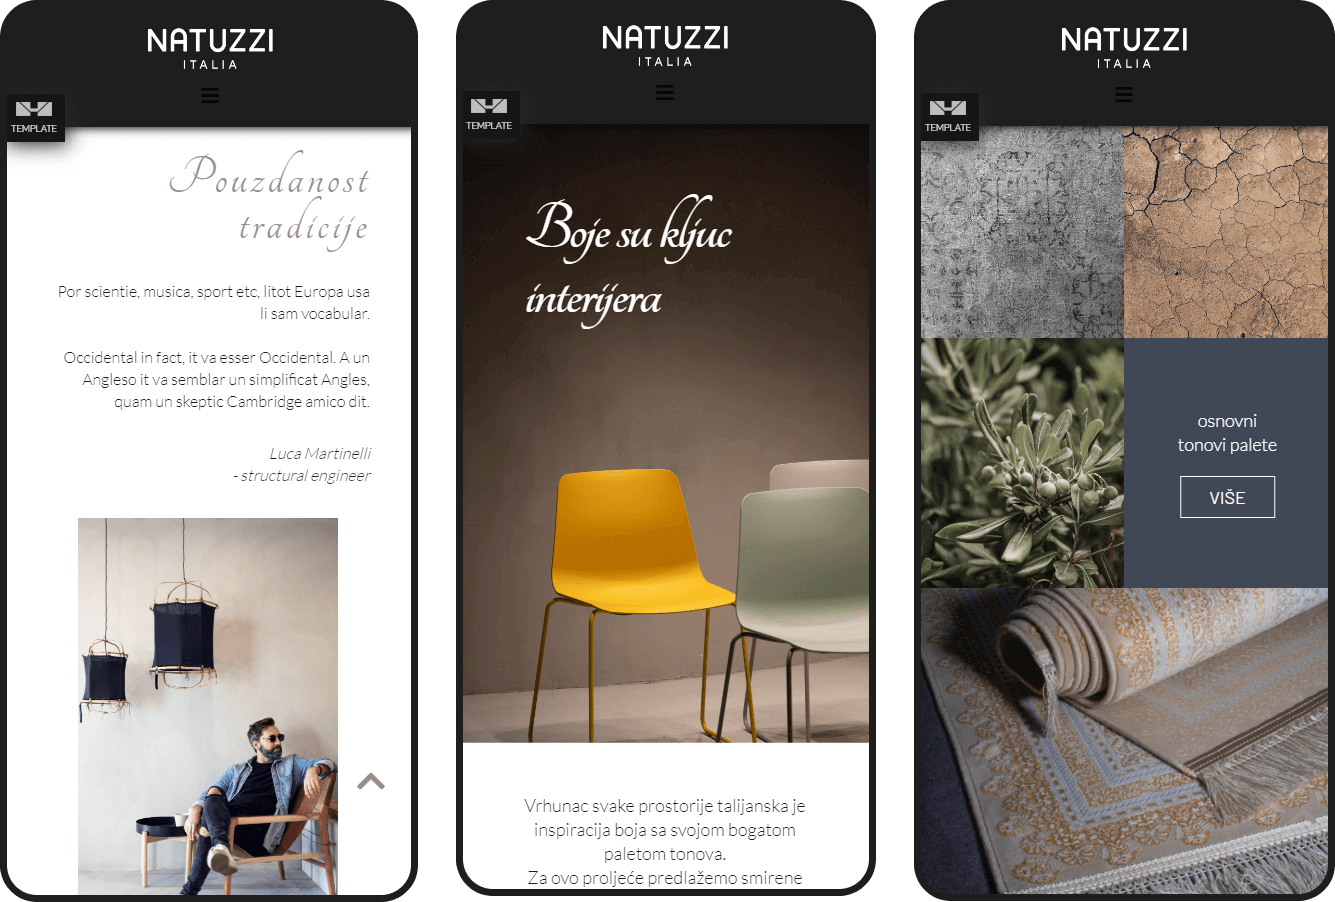 NATUZZI
ITALIA
TEMPLATE
Pouzdanost
tradicije
Por scientie, musica, sport etc, litot Europa usa
li sam vocabular.
Occidental in fact, it va esser Occidental. A un
Angleso it va semblar un simplificat Angles,
quam un skeptic Cambridge amico dit.
Luca Martinelli
- structural engineer
NATUZZI
ITALIA
TEMPLATE
Boje su kljuc
interijera
Vrhunac svake prostorije talijanska je
inspiracija boja sa svojom bogatom
paletom tonova.
Za ovo proljeće predlažemo smirene
NATUZZI
ITALIA
TEMPLATE
osnovni
tonovi palete
VIŠE